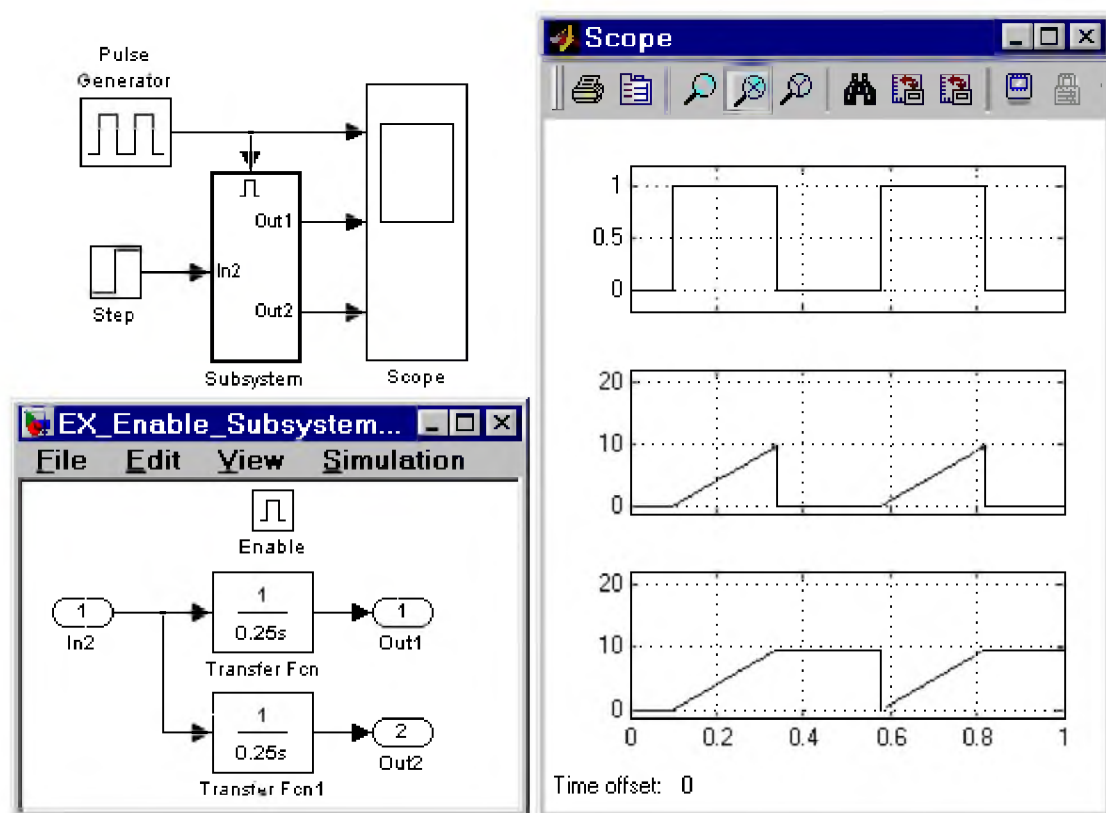 Pulse
Generator
Out1
In2
Out2
Step
Subsystem
Scope
EX_Enable_Subsystem...
File Edit View Simulation
Enable
1
In2
1
0.25s
Transfer Fcn
1
Out1
1
0.25s
Transfer Fcn1
2
Out2
Scope
1
0.5
0
20
10
0
20
10
0
0 0.2 0.4 0.6 0.8 1
Time offset: 0